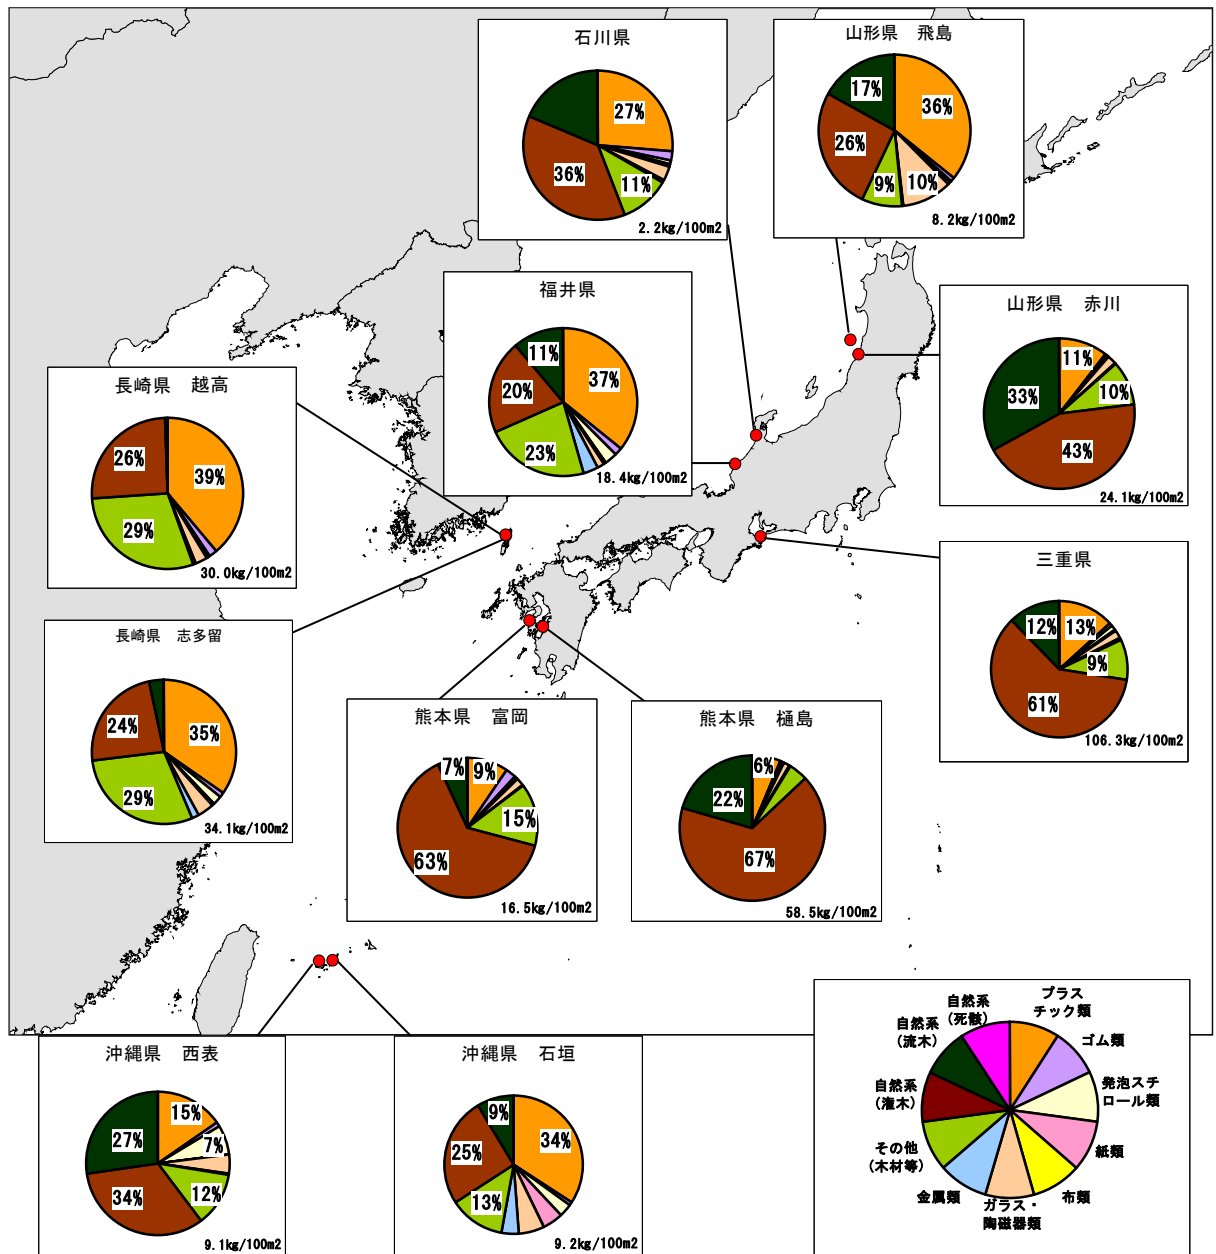 石川県
27%
36%
11%
2.2kg/100m2
山形県 飛島
17%
36%
26%
9%
10%
8.2kg/100m2
福井県
11%
37%
20%
23%
18.4kg/100m2
山形県 赤川
11%
33%
10%
43%
24.1kg/100m2
長崎県 越高
26%
39%
29%
30.0kg/100m2
三重県
12%
13%
9%
61%
106.3kg/100m2
長崎県 志多留
24%
35%
29%
34.1kg/100m2
熊本県 富岡
7%
9%
15%
63%
16.5kg/100m2
熊本県 樋島
6%
22%
67%
58.5kg/100m2
沖縄県 西表
15%
27%
7%
34%
12%
9.1kg/100m2
沖縄県 石垣
9%
34%
25%
13%
9.2kg/100m2
プラス
チック類
ゴム類
発泡スチ
ロール類
紙類
布類
ガラス・
陶磁器類
金属類
その他
(木材等)
自然系
(潅木)
自然系
(流木)
自然系
(死骸)